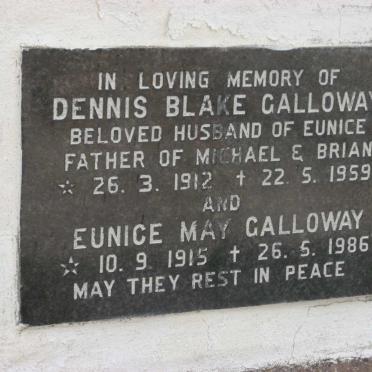 IN LOVING MEMORY OF
DENNIS BLAKE GALLOWAY
BELOVED HUSBAND OF EUNICE
FATHER OF MICHAEL & BRIAN
☆ 26. 3. 1912 ✝ 22. 5. 1959
AND
EUNICE MAY GALLOWAY
☆ 10. 9. 1915 ✝ 26. 5. 1986
MAY THEY REST IN PEACE